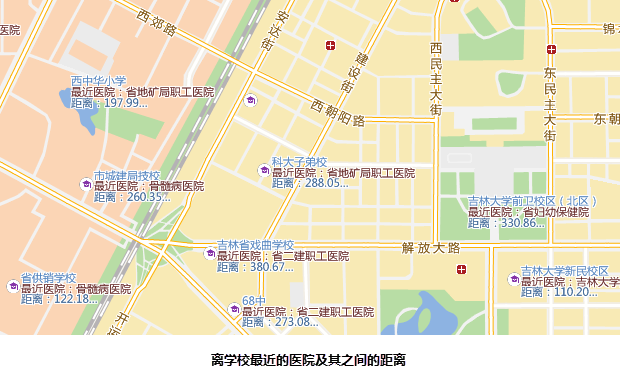 西郊路
安达街
建设街
西民主大街
东民主大街
锦
医院
西中华小学
最近医院：省地矿局职工医院
距离：197.99...
西朝阳路
东朝
科大子弟校
最近医院：省地矿局职工医院
距离：288.05...
市城建局技校
最近医院：骨髓病医院
距离：260.35...
吉林大学前卫校区（北区）
最近医院：省妇幼保健院
距离：330.86...
吉林省戏曲学校
最近医院：省二建职工医院
距离：380.67...
解放大路
省供销学校
最近医院：骨髓病医院
距离：122.18...
吉林大学新民校区
最近医院：吉林大学
距离：110.20...
68中
最近医院：省二建职工医院
距离：273.08...
开运
离学校最近的医院及其之间的距离